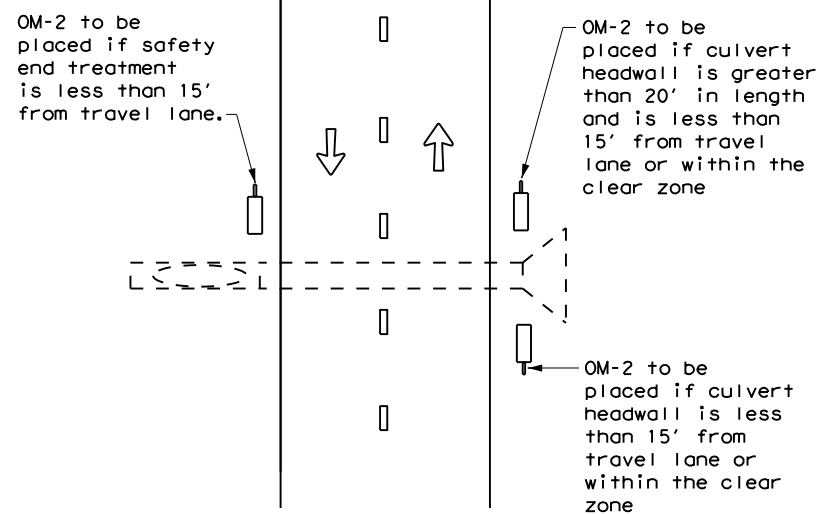 OM-2 to be
placed if safety
end treatment
is less than 15'
from travel lane.
OM-2 to be
placed if culvert
headwall is greater
than 20' in length
and is less than
15' from travel
lane or within the
clear zone
OM-2 to be
placed if culvert
headwall is less
than 15' from
travel lane or
within the clear
zone